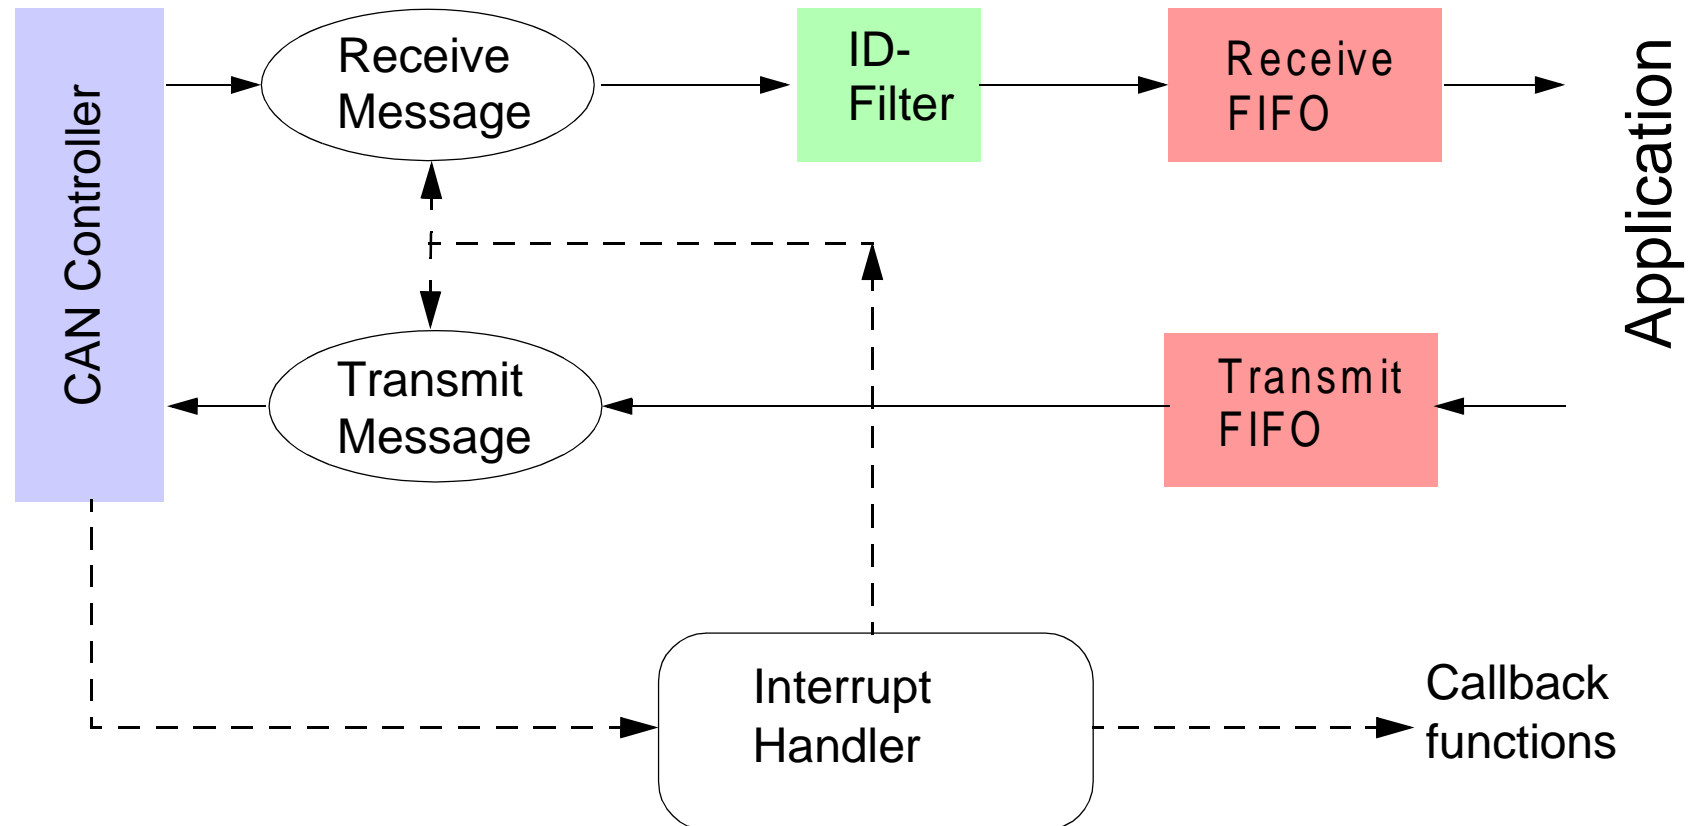 CAN Controller
Receive
Message
ID-
Filter
Receive
FIFO
Application
Transmit
Message
Transmit
FIFO
Interrupt
Handler
Callback
functions